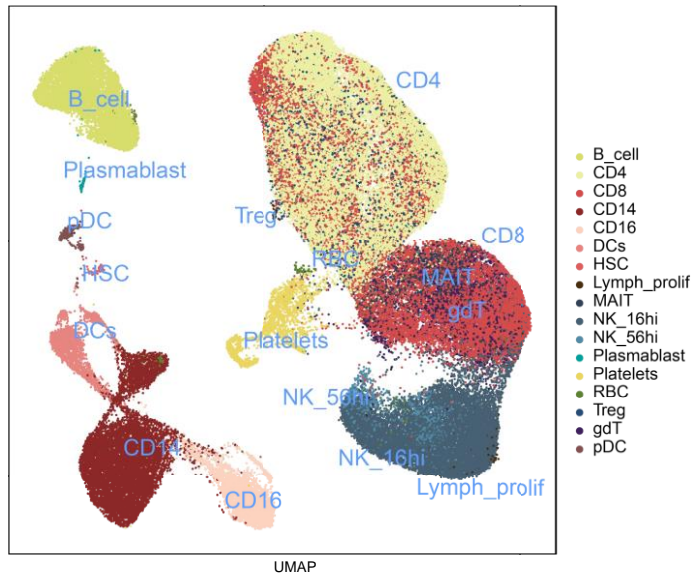 CD4
B_cell
Plasmablast
Treg
pDC
CD8
RBC
HSC
MAIT
gdT
DCs
Platelets
NK_56hi
CD14
NK_16hi
CD16
Lymph_prolif
UMAP
B_cell
CD4
CD8
CD14
CD16
DCs
HSC
Lymph_prolif
MAIT
NK_16hi
NK_56hi
Plasmablast
Platelets
RBC
Treg
gdT
pDC